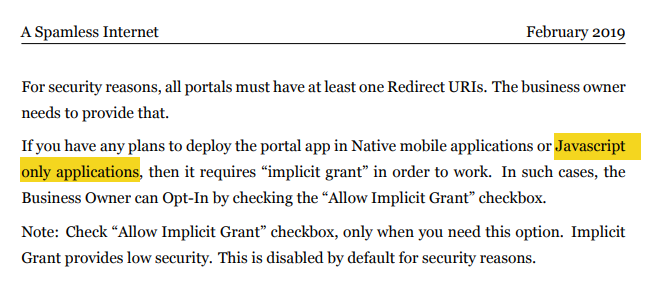 A Spamless Internet February 2019
For security reasons, all portals must have at least one Redirect URIs. The business owner
needs to provide that.
If you have any plans to deploy the portal app in Native mobile applications or Javascript
only applications, then it requires “implicit grant” in order to work. In such cases, the
Business Owner can Opt-In by checking the “Allow Implicit Grant” checkbox.
Note: Check “Allow Implicit Grant” checkbox, only when you need this option. Implicit
Grant provides low security. This is disabled by default for security reasons.